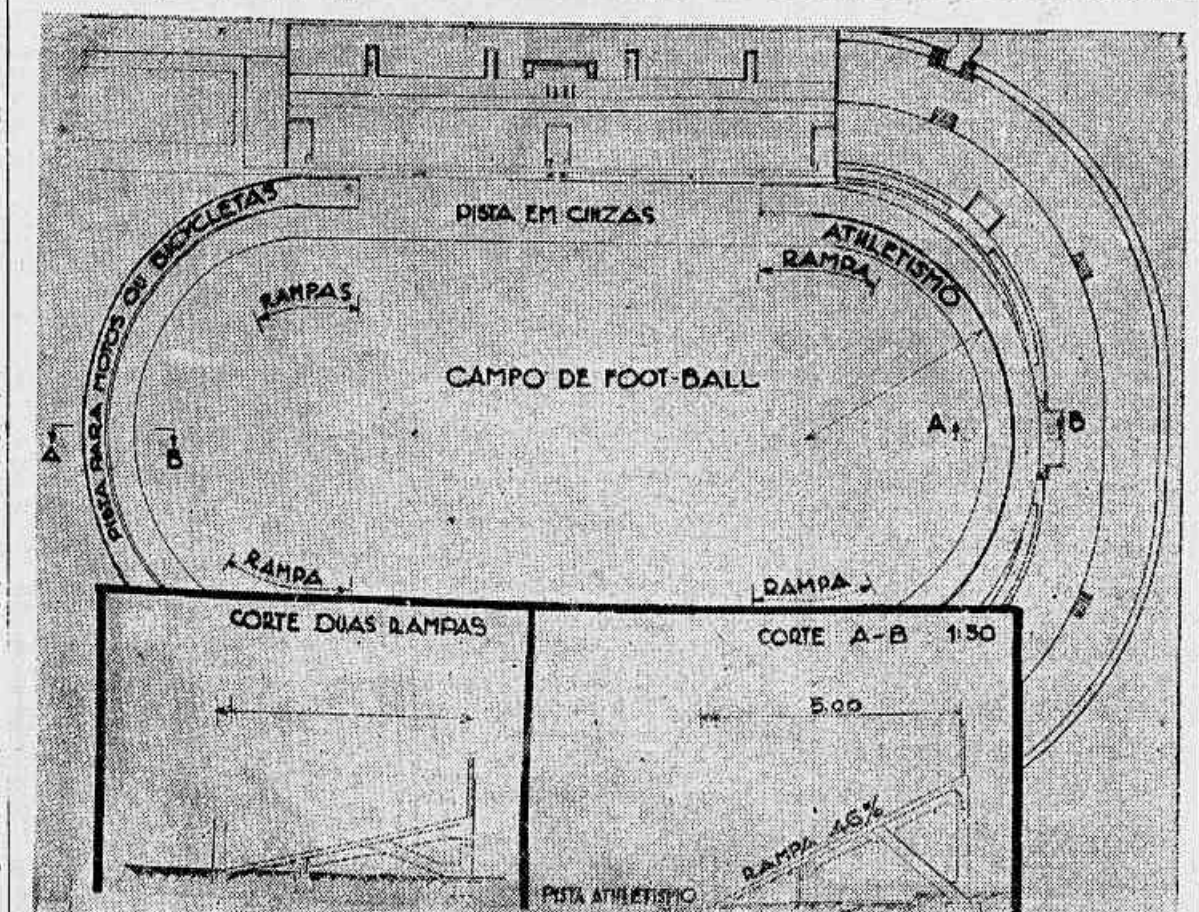 PISTA EM CINZAS
PISTA PARA MOTOS OU BICYCLETAS
ATHLETISMO
RAMPA
RAMPAS
CAMPO DE FOOT-BALL
A
B
A
B
RAMPA
RAMPA
CORTE DUAS RAMPAS
CORTE A-B 1:50
5.00
RAMPA 46%
PISTA ATHLETISMO